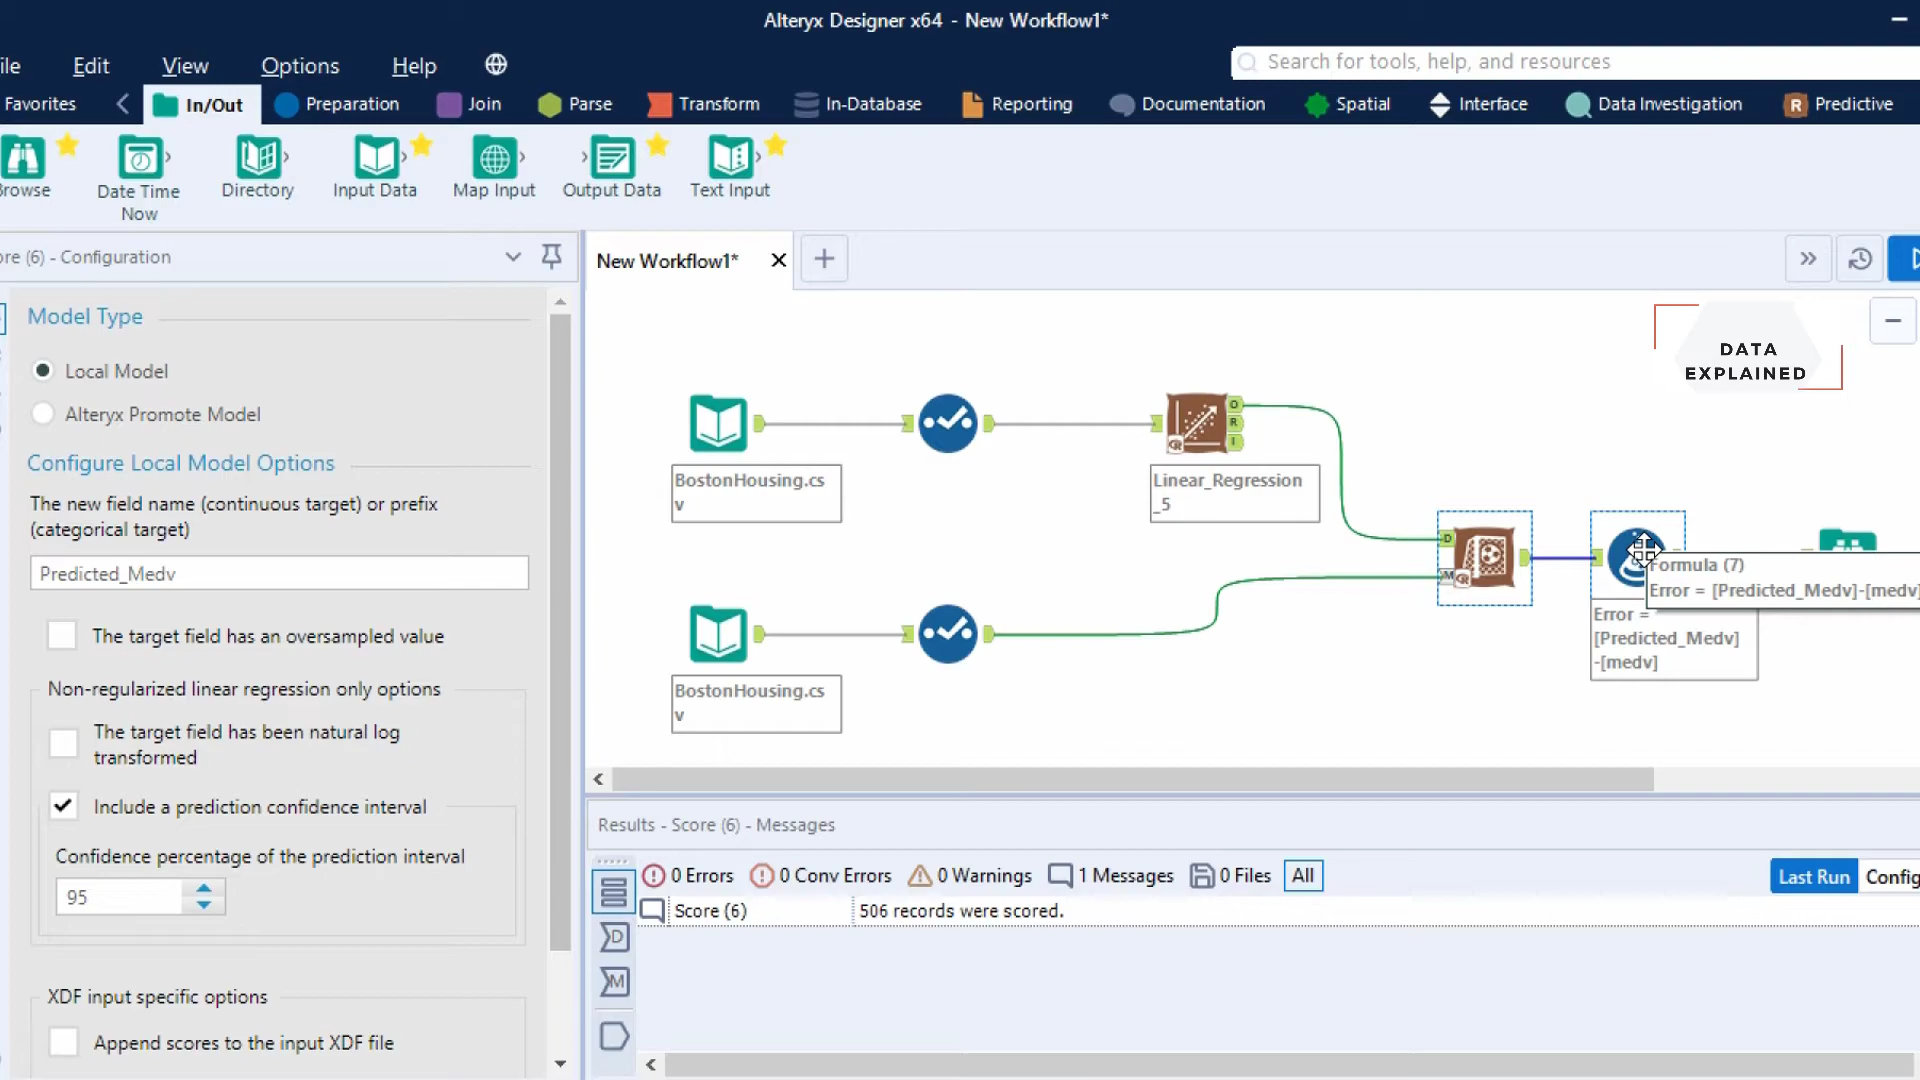 Alteryx Designer x64 - New Workflow1*
ile Edit View Options Help
Search for tools, help, and resources
Favorites In/Out Preparation Join Parse Transform In-Database Reporting Documentation Spatial Interface Data Investigation Predictive
Browse
Date Time
Now
Directory
Input Data
Map Input
Output Data
Text Input
ore (6) - Configuration
Model Type
Local Model
Alteryx Promote Model
Configure Local Model Options
The new field name (continuous target) or prefix
(categorical target)
Predicted_Medv
The target field has an oversampled value
Non-regularized linear regression only options
The target field has been natural log
transformed
Include a prediction confidence interval
Confidence percentage of the prediction interval
95
XDF input specific options
Append scores to the input XDF file
New Workflow1*
DATA
EXPLAINED
BostonHousing.cs
v
O
R
I
Linear_Regression
_5
D
M
Formula (7)
Error = [Predicted_Medv]-[medv]
Error =
[Predicted_Medv]
-[medv]
BostonHousing.cs
v
Results - Score (6) - Messages
0 Errors 0 Conv Errors 0 Warnings 1 Messages 0 Files All Last Run Config
Score (6) 506 records were scored.
D
M